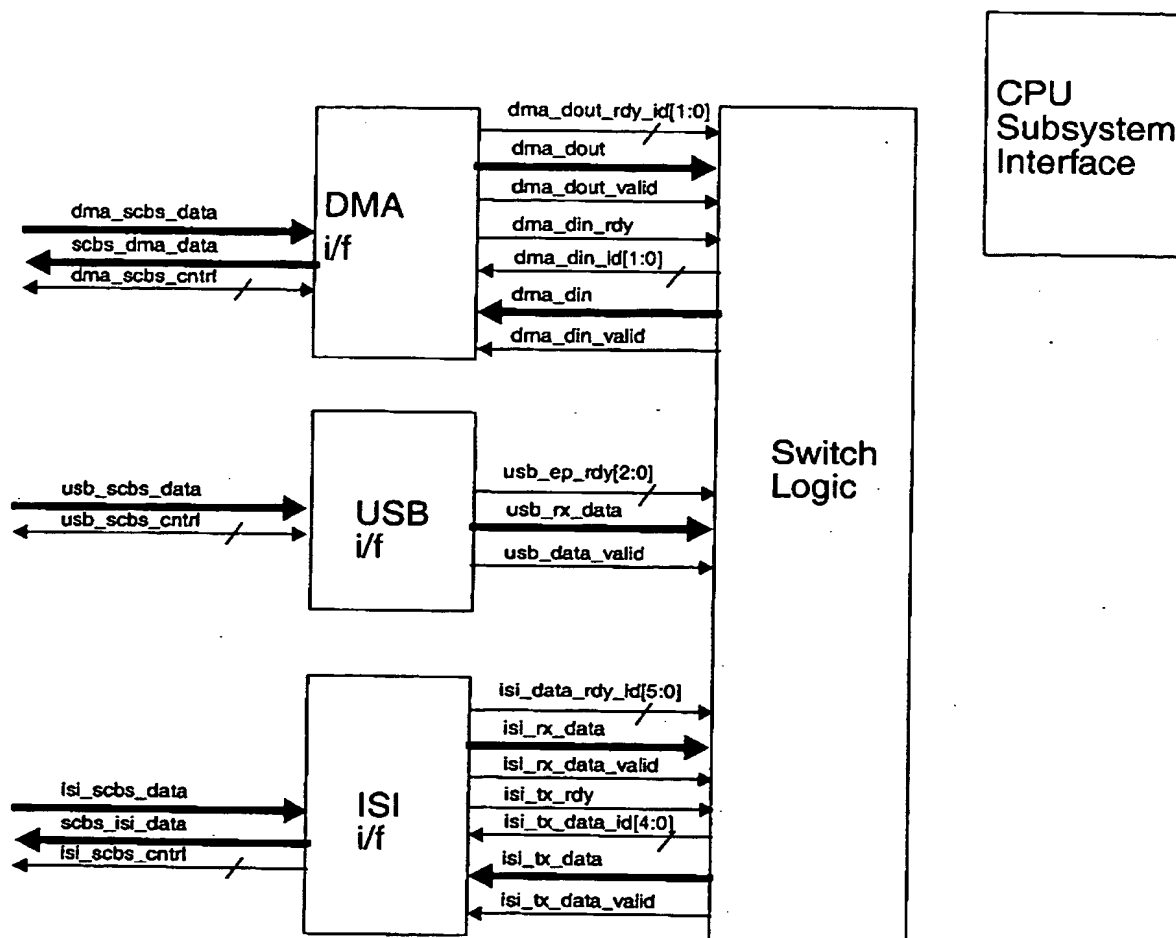 CPU
Subsystem
Interface
dma_dout_rdy_id[1:0]
dma_dout
dma_dout_valid
dma_din_rdy
dma_din_id[1:0]
dma_din
dma_din_valid
DMA
i/f
dma_scbs_data
scbs_dma_data
dma_scbs_cntrl
Switch
Logic
usb_ep_rdy[2:0]
usb_rx_data
usb_data_valid
usb_scbs_data
usb_scbs_cntrl
USB
i/f
isi_data_rdy_id[5:0]
isi_rx_data
isi_rx_data_valid
isi_tx_rdy
isi_tx_data_id[4:0]
isi_tx_data
isi_tx_data_valid
isi_scbs_data
scbs_isi_data
isi_scbs_cntrl
ISI
i/f